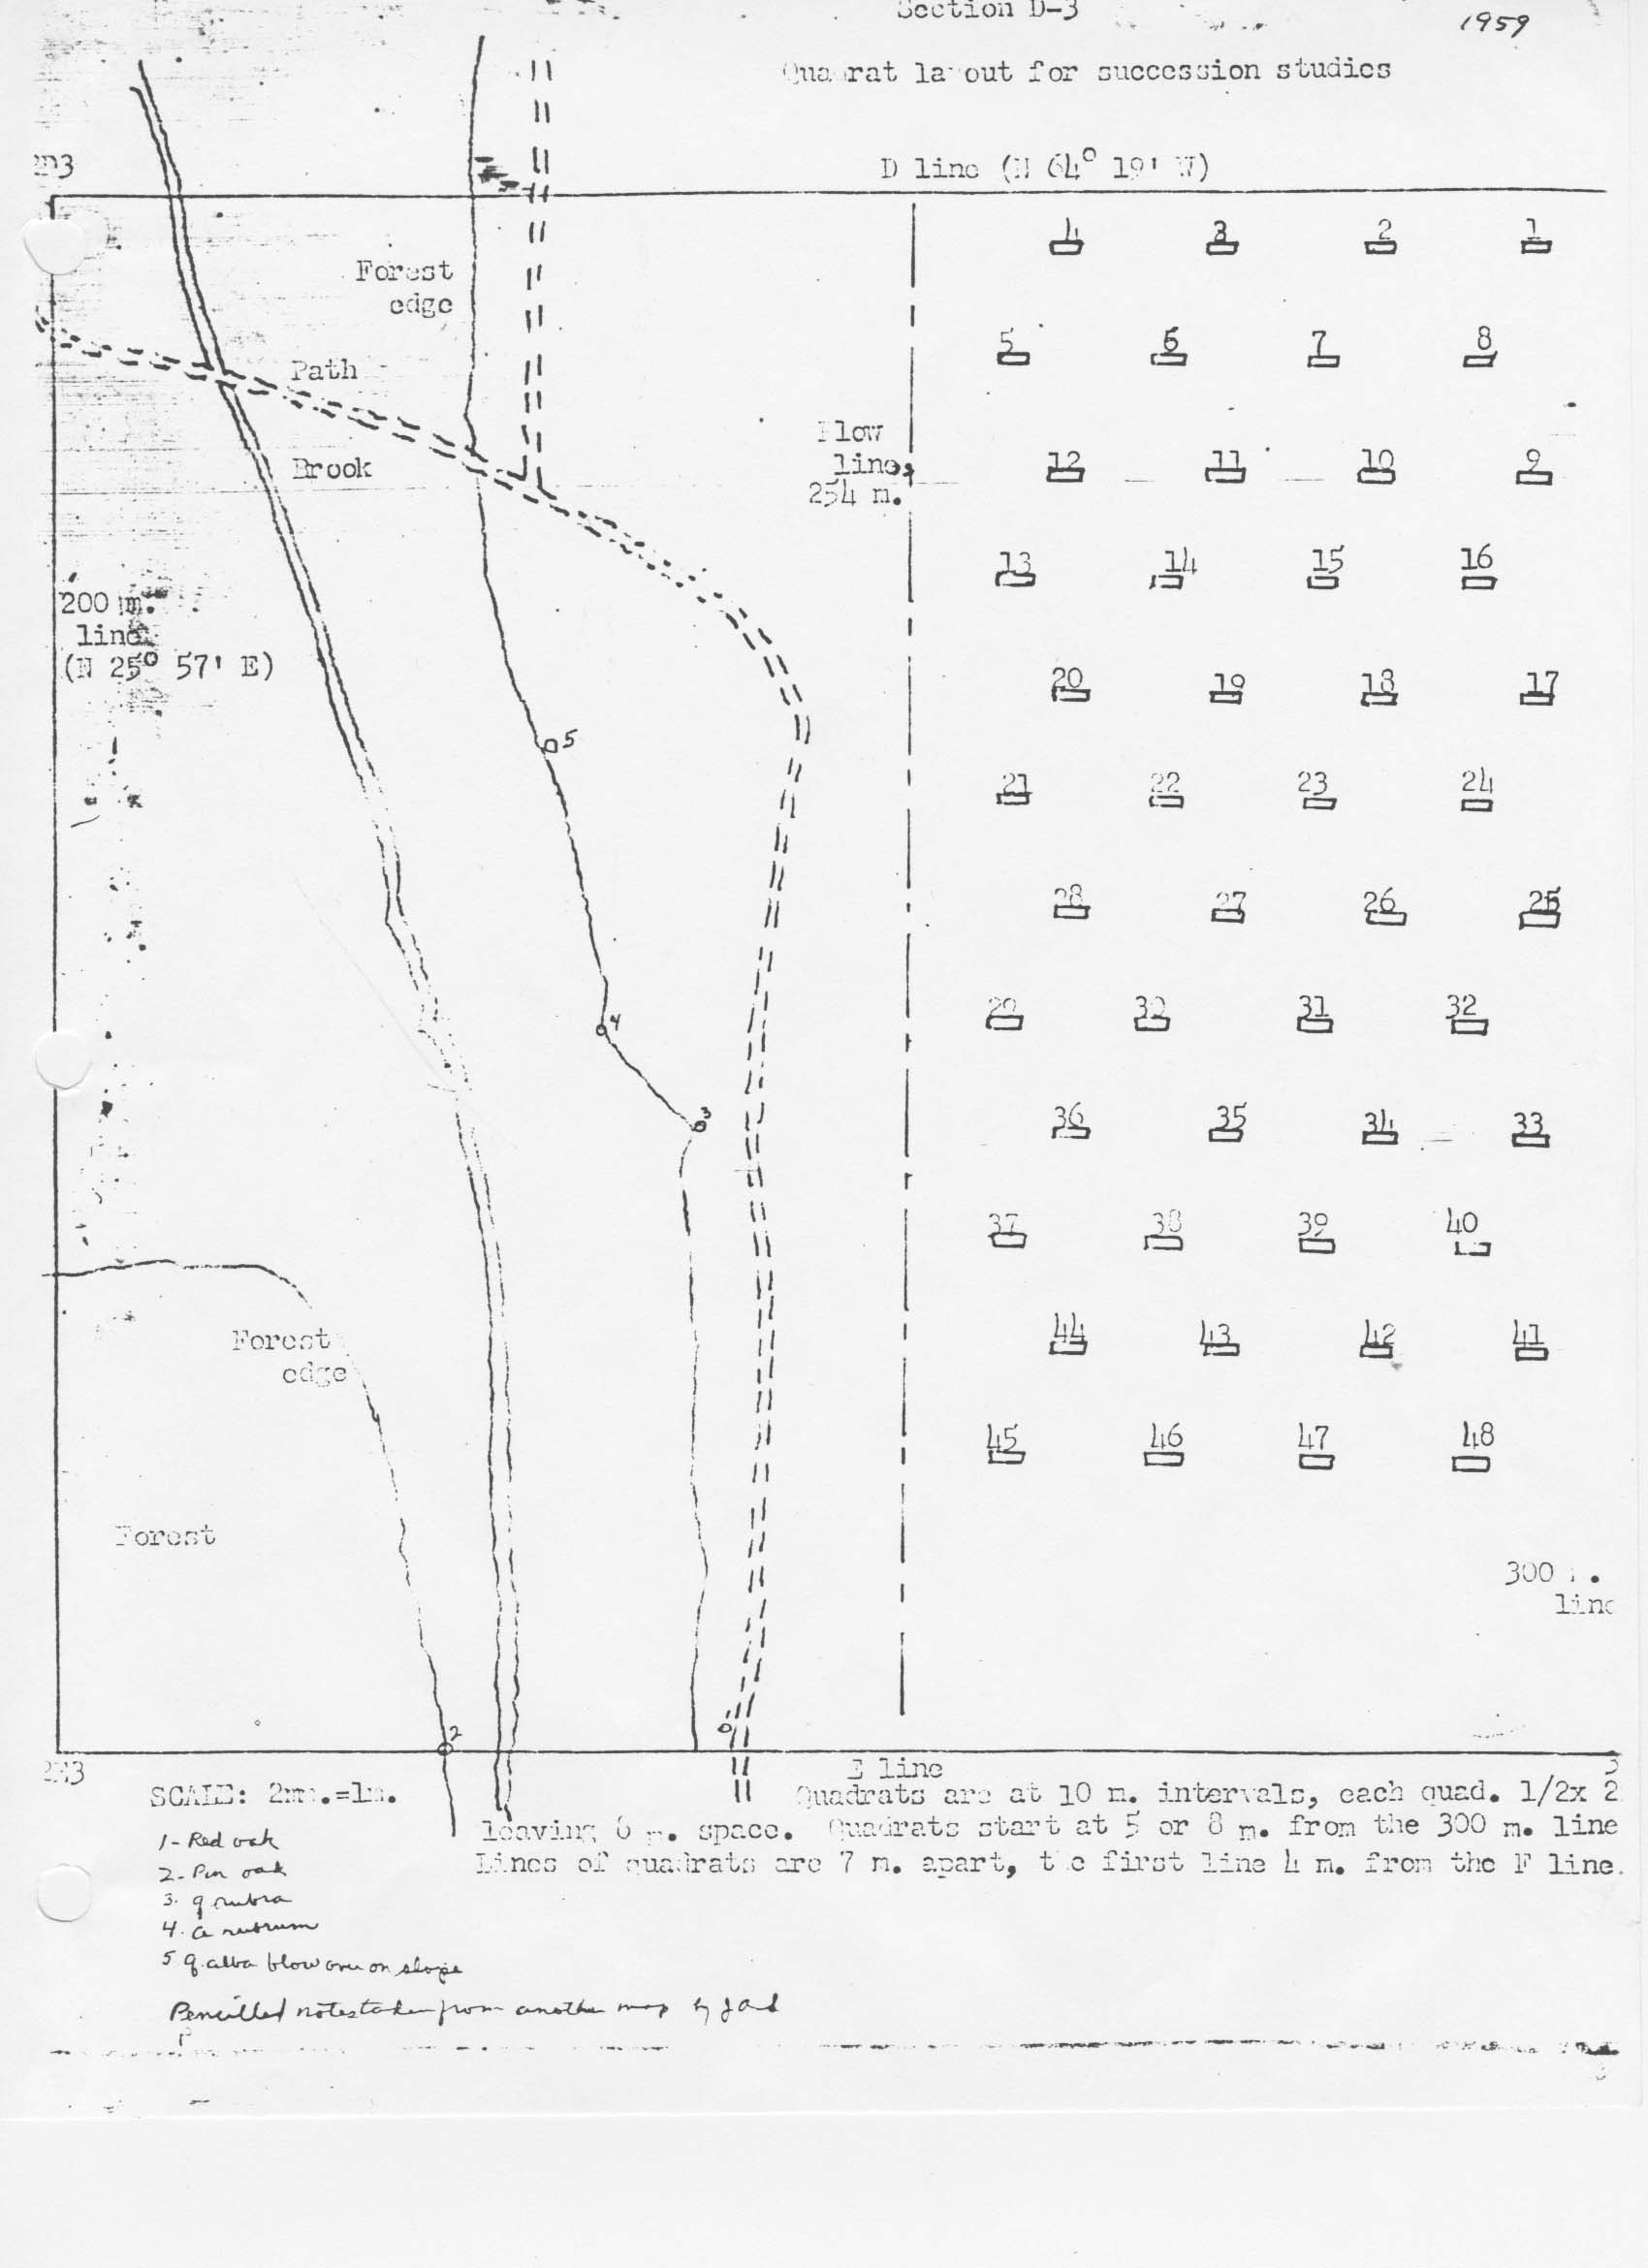 Section D-3
1959
Quadrat layout for succession studies
2D3
D line (N 64° 19' W)
4 3 2 1
Forest
edge
5 6 7 8
Path
Plow
line,
254 m.
Brook
12 11 10 9
13 14 15 16
200 m.
line
(N 25° 57' E)
20 19 18 17
5
21 22 23 24
28 27 26 25
29 30 31 32
4
3
36 35 34 33
37 38 39 40
Forest
edge
44 43 42 41
45 46 47 48
Forest
300 m.
line
2
2E3
E line
3
SCALE: 2mm.=1m.
Quadrats are at 10 m. intervals, each quad. 1/2x 2
leaving 8 m. space. Quadrats start at 5 or 8 m. from the 300 m. line
Lines of quadrats are 7 m. apart, the first line 4 m. from the F line.
1- Red oak
2- Pin oak
3. q rubra
4. a rubrum
5 q. alba blow over on slope
Pencilled notes taken from another map by